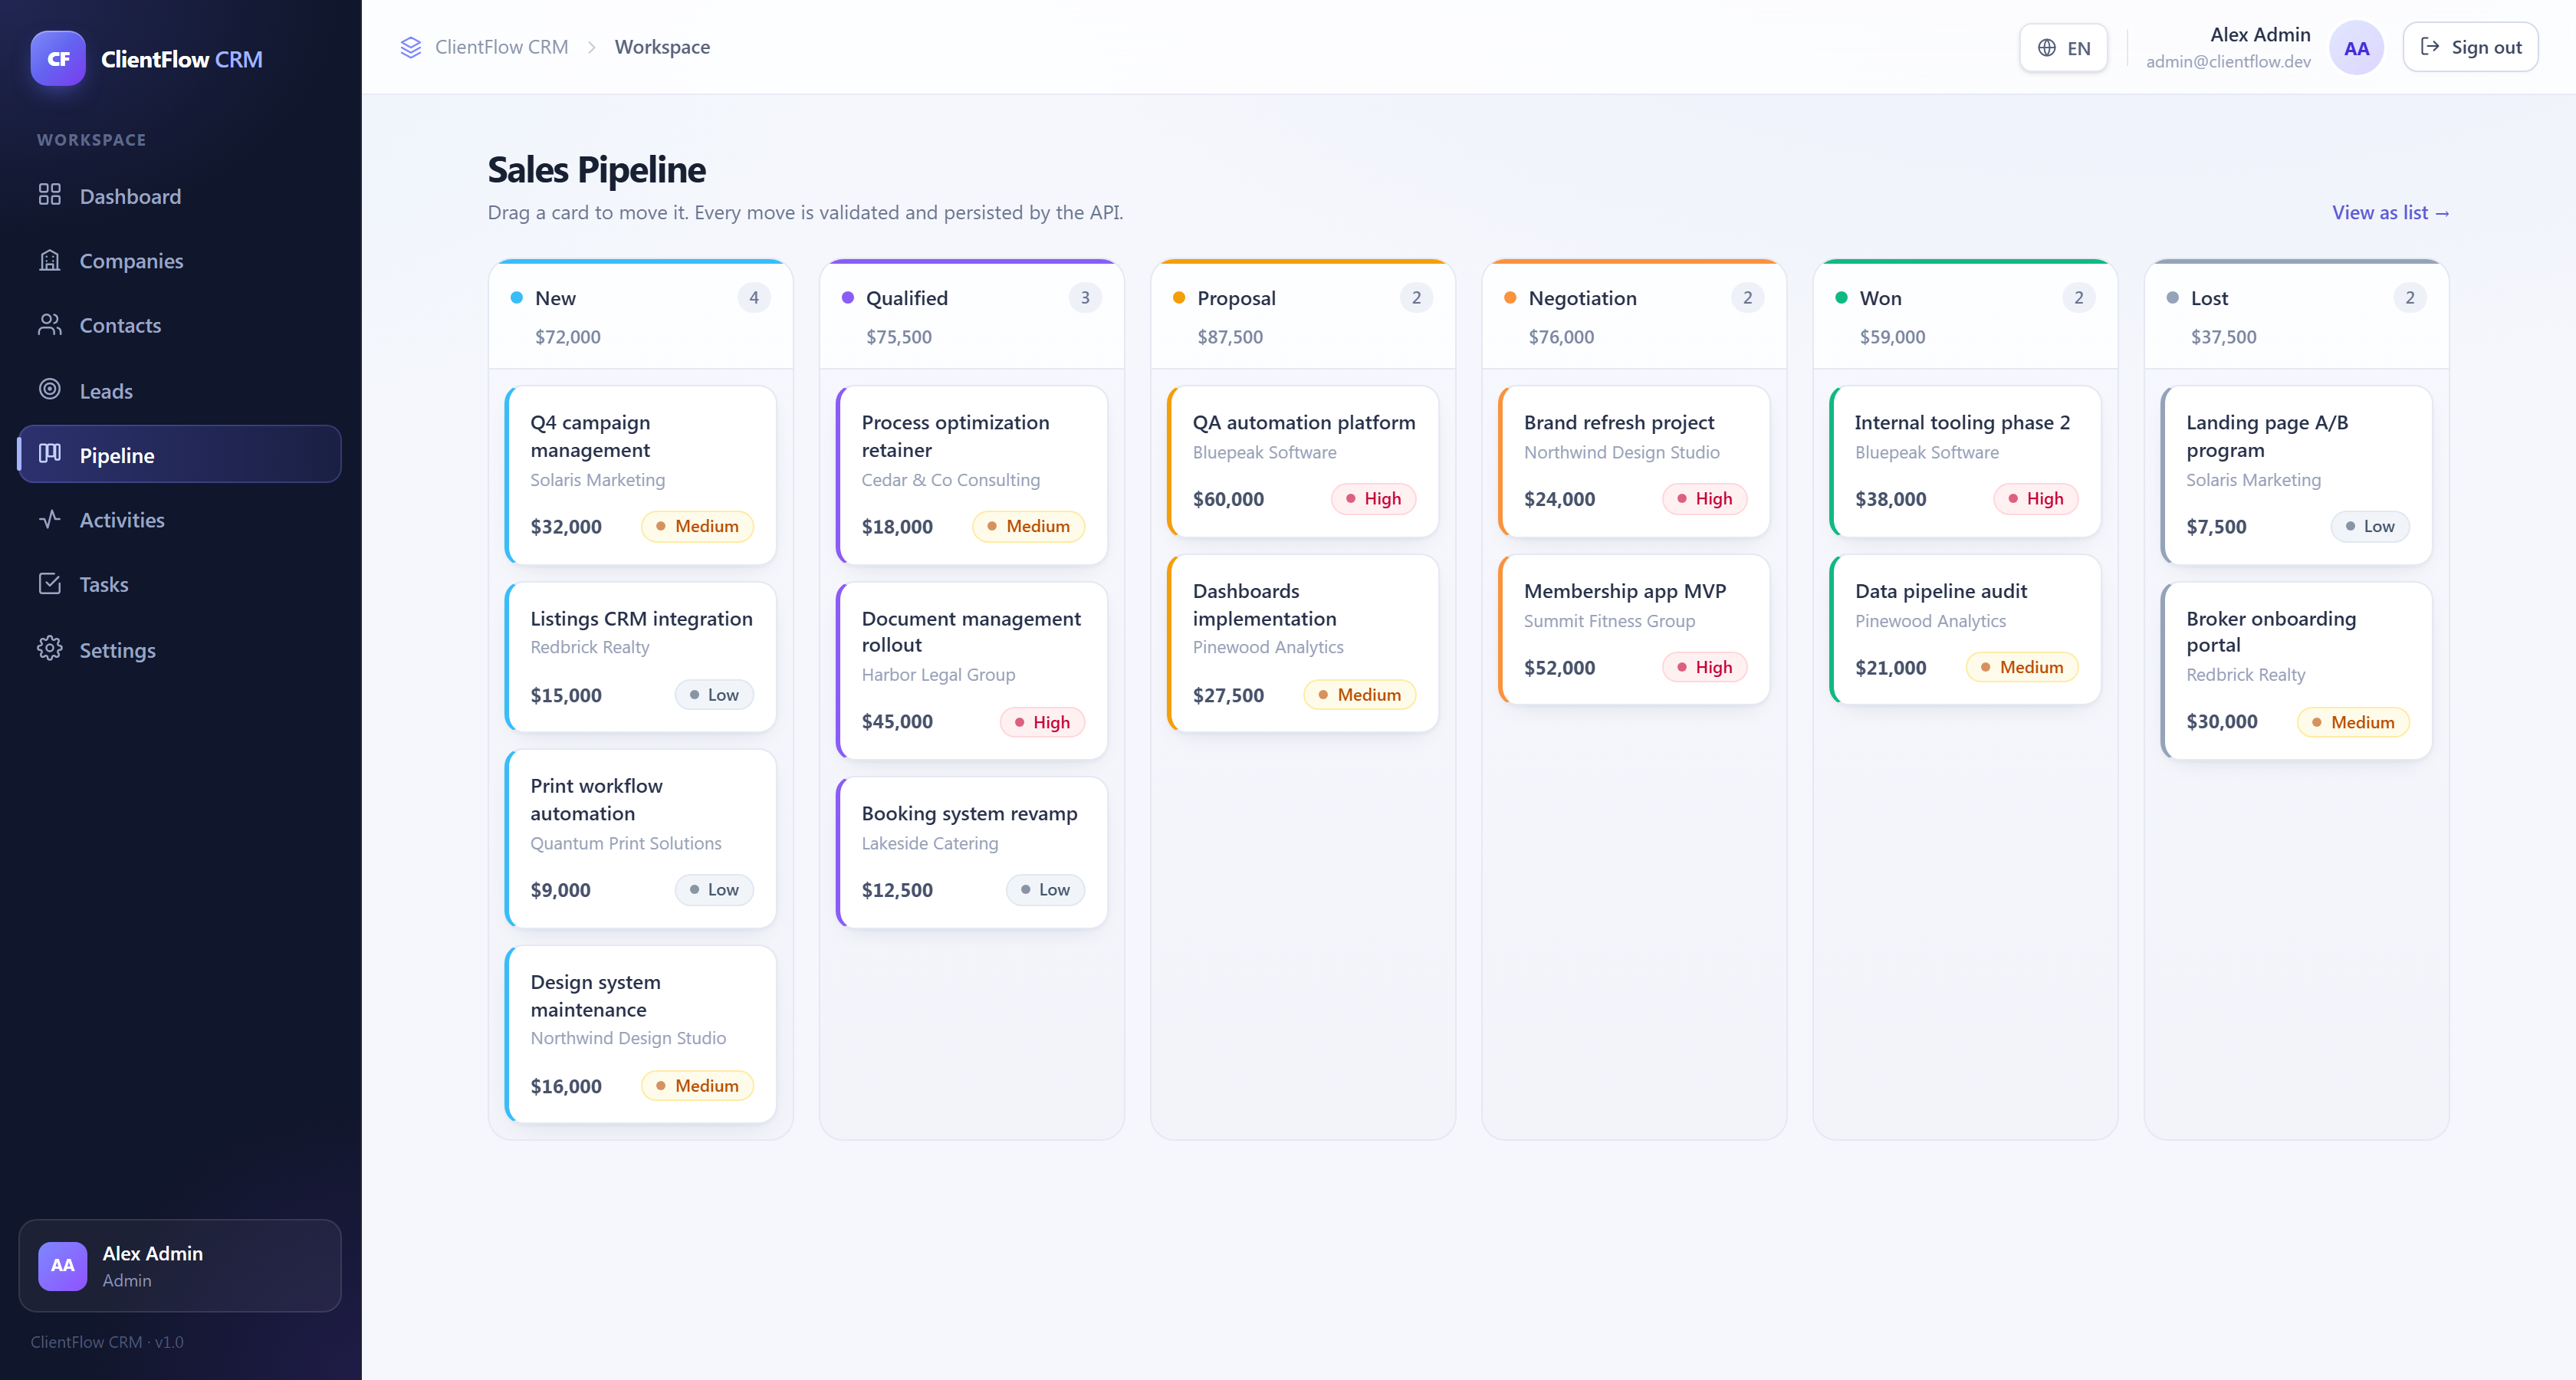 CF
ClientFlow CRM
WORKSPACE
Dashboard
Companies
Contacts
Leads
Pipeline
Activities
Tasks
Settings
AA
Alex Admin
Admin
ClientFlow CRM · v1.0
ClientFlow CRM
Workspace
EN
Alex Admin
admin@clientflow.dev
AA
Sign out
Sales Pipeline
Drag a card to move it. Every move is validated and persisted by the API.
View as list →
New
4
$72,000
Q4 campaign
management
Solaris Marketing
$32,000
Medium
Listings CRM integration
Redbrick Realty
$15,000
Low
Print workflow
automation
Quantum Print Solutions
$9,000
Low
Design system
maintenance
Northwind Design Studio
$16,000
Medium
Qualified
3
$75,500
Process optimization
retainer
Cedar & Co Consulting
$18,000
Medium
Document management
rollout
Harbor Legal Group
$45,000
High
Booking system revamp
Lakeside Catering
$12,500
Low
Proposal
2
$87,500
QA automation platform
Bluepeak Software
$60,000
High
Dashboards
implementation
Pinewood Analytics
$27,500
Medium
Negotiation
2
$76,000
Brand refresh project
Northwind Design Studio
$24,000
High
Membership app MVP
Summit Fitness Group
$52,000
High
Won
2
$59,000
Internal tooling phase 2
Bluepeak Software
$38,000
High
Data pipeline audit
Pinewood Analytics
$21,000
Medium
Lost
2
$37,500
Landing page A/B
program
Solaris Marketing
$7,500
Low
Broker onboarding
portal
Redbrick Realty
$30,000
Medium